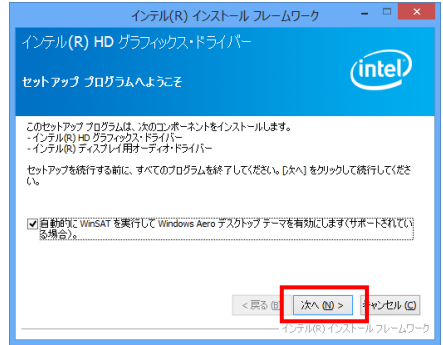 インテル(R) インストール フレームワーク
インテル(R) HD グラフィックス・ドライバー
セットアップ プログラムへようこそ
intel
このセットアップ プログラムは、次のコンポーネントをインストールします。
- インテル(R) HD グラフィックス・ドライバー
- インテル(R) ディスプレイ用オーディオ・ドライバー
セットアップを続行する前に、すべてのプログラムを終了してください。[次へ] をクリックして続行してくださ
い。
自動的に WinSAT を実行して Windows Aero デスクトップ テーマを有効にします(サポートされてい
る場合)。
< 戻る (B) 次へ (N) > キャンセル (C)
インテル(R) インストール フレームワーク